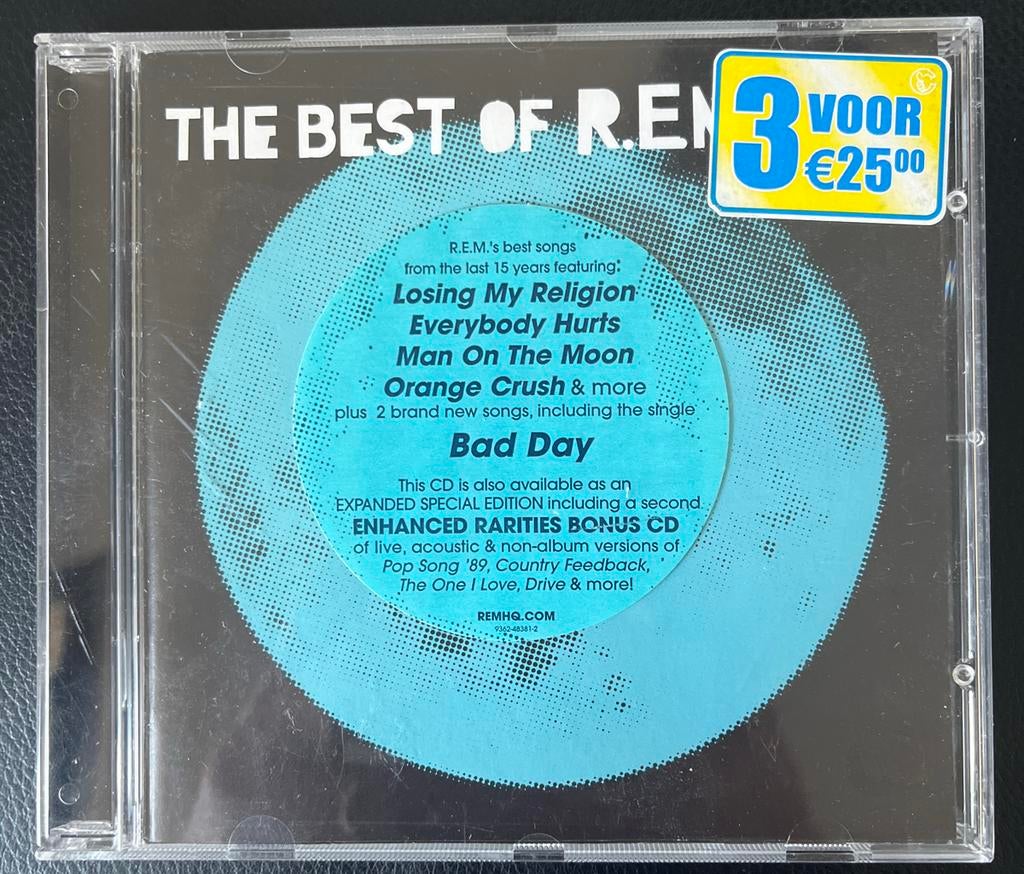 THE BEST OF R.E.M
3 VOOR
€2500
R.E.M.'s best songs
from the last 15 years featuring:
Losing My Religion
Everybody Hurts
Man On The Moon
Orange Crush & more
plus 2 brand new songs, including the single
Bad Day
This CD is also available as an
EXPANDED SPECIAL EDITION including a second
ENHANCED RARITIES BONUS CD
of live, acoustic & non-album versions of
Pop Song '89, Country Feedback,
The One I Love, Drive & more!
REMHQ.COM
9362-48381-2